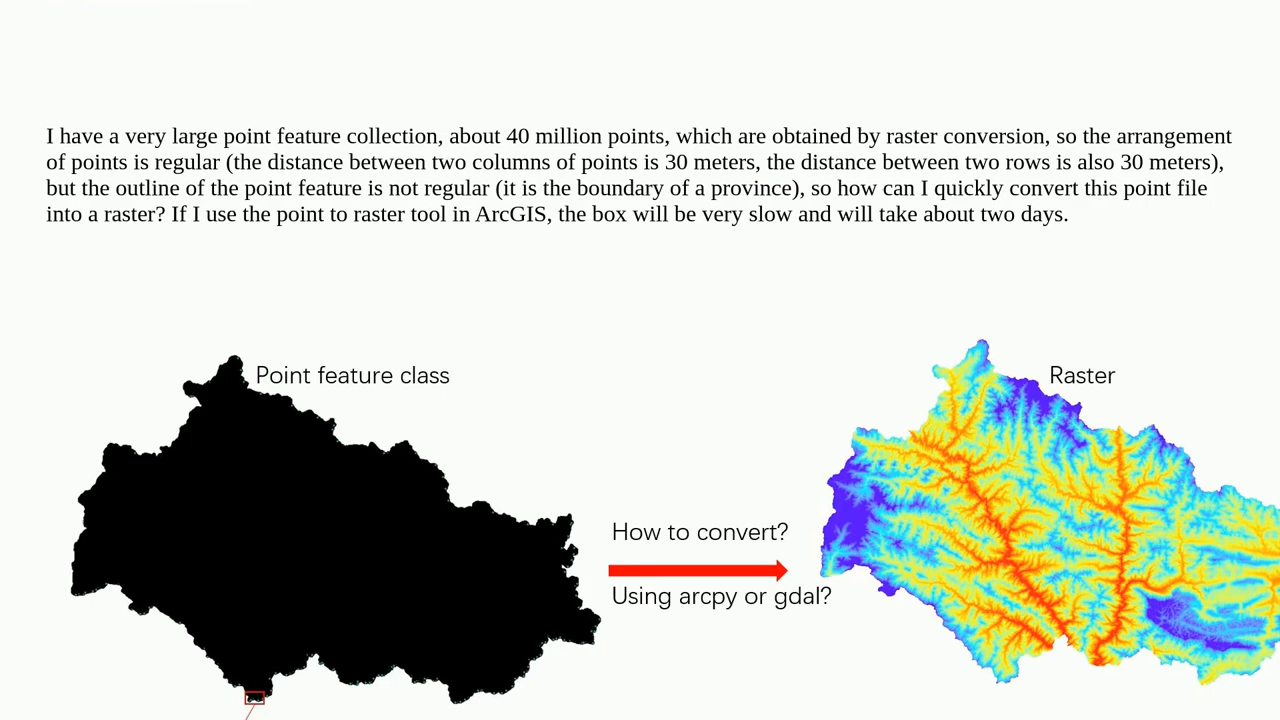 I have a very large point feature collection, about 40 million points, which are obtained by raster conversion, so the arrangement
of points is regular (the distance between two columns of points is 30 meters, the distance between two rows is also 30 meters),
but the outline of the point feature is not regular (it is the boundary of a province), so how can I quickly convert this point file
into a raster? If I use the point to raster tool in ArcGIS, the box will be very slow and will take about two days.
Point feature class
Raster
How to convert?
Using arcpy or gdal?